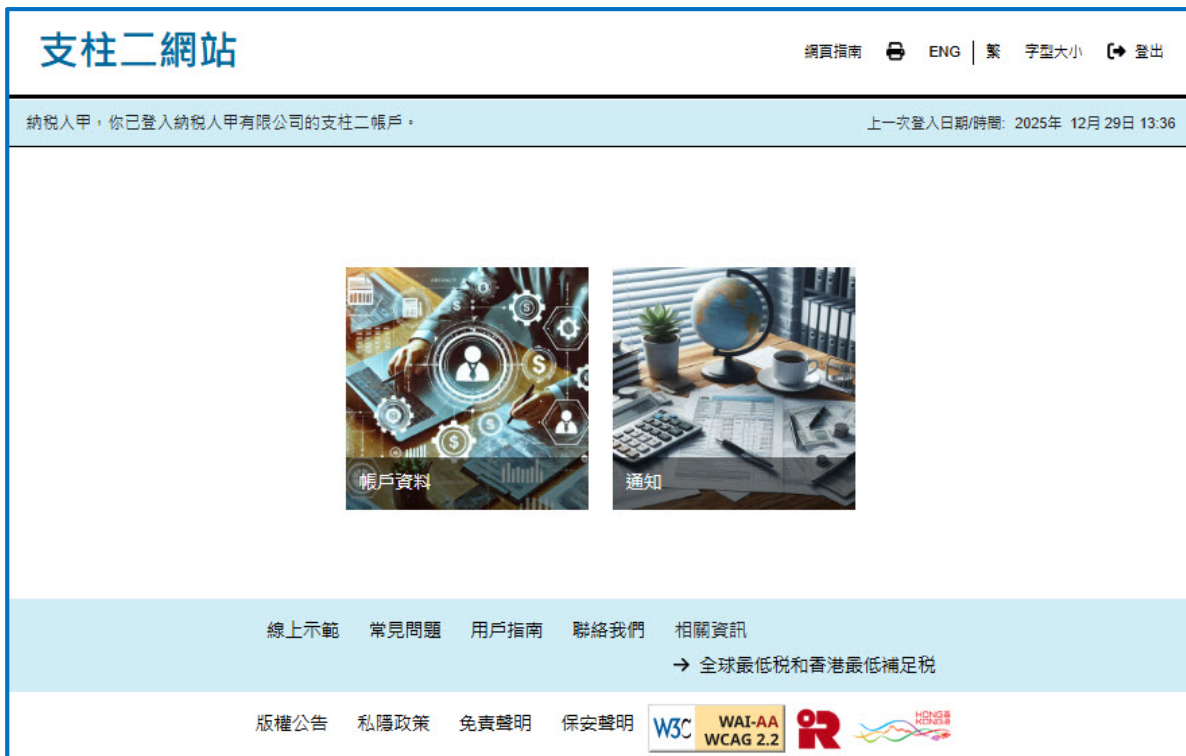 支柱二網站
網頁指南 ENG | 繁 字型大小 登出
納稅人甲，你已登入納稅人甲有限公司的支柱二帳戶。 上一次登入日期/時間: 2025年 12月 29日 13:36
帳戶資料 通知
線上示範 常見問題 用戶指南 聯絡我們 相關資訊
→ 全球最低稅和香港最低補足稅
版權公告 私隱政策 免責聲明 保安聲明 W3C WAI-AA WCAG 2.2 HONG KONG